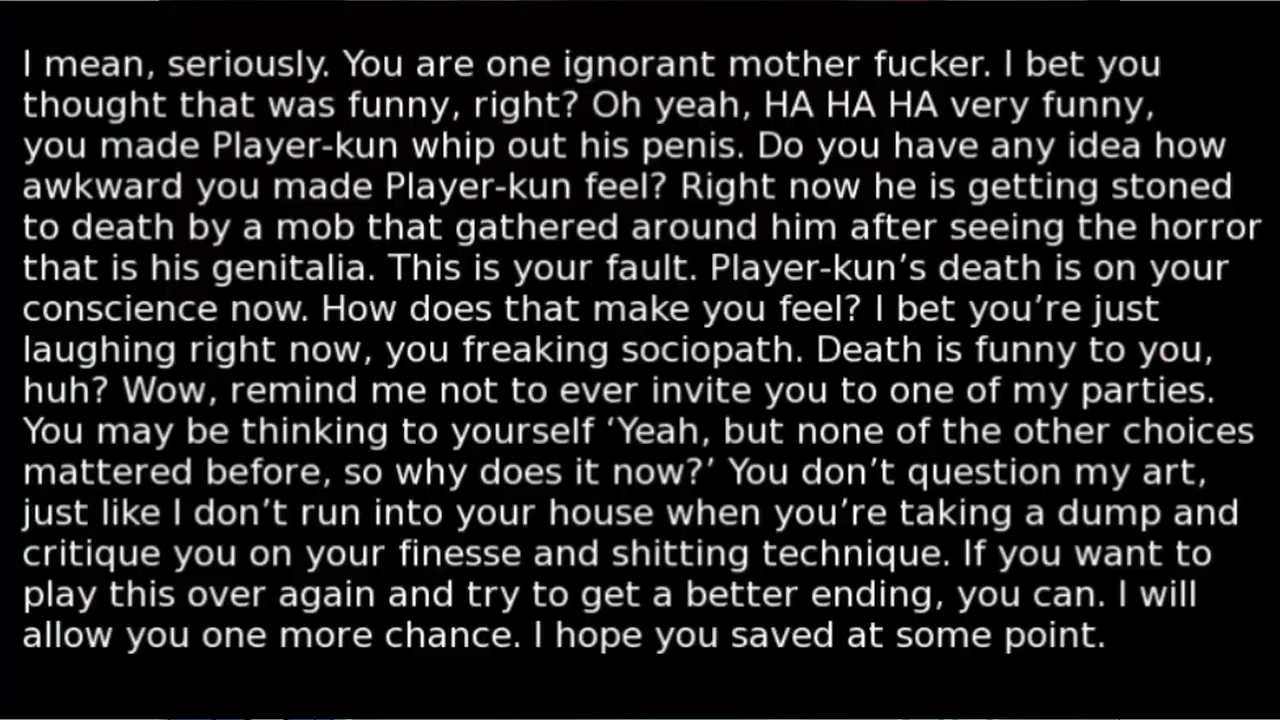 I mean, seriously. You are one ignorant mother fucker. I bet you
thought that was funny, right? Oh yeah, HA HA HA very funny,
you made Player-kun whip out his penis. Do you have any idea how
awkward you made Player-kun feel? Right now he is getting stoned
to death by a mob that gathered around him after seeing the horror
that is his genitalia. This is your fault. Player-kun’s death is on your
conscience now. How does that make you feel? I bet you’re just
laughing right now, you freaking sociopath. Death is funny to you,
huh? Wow, remind me not to ever invite you to one of my parties.
You may be thinking to yourself ‘Yeah, but none of the other choices
mattered before, so why does it now?’ You don’t question my art,
just like I don’t run into your house when you’re taking a dump and
critique you on your finesse and shitting technique. If you want to
play this over again and try to get a better ending, you can. I will
allow you one more chance. I hope you saved at some point.